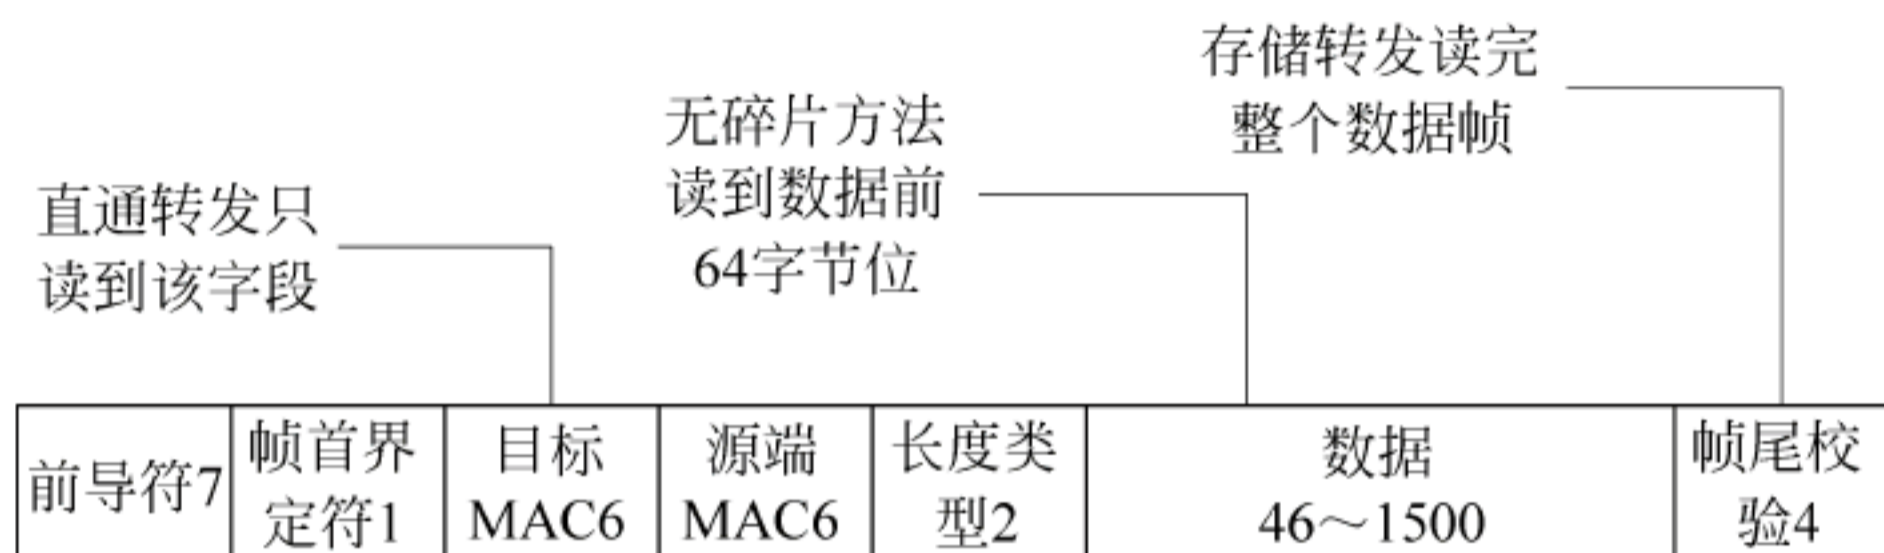 存储转发读完
整个数据帧
无碎片方法
读到数据前
64字节位
直通转发只
读到该字段
前导符7
帧首界
定符1
目标
MAC6
源端
MAC6
长度类
型2
数据
46～1500
帧尾校
验4